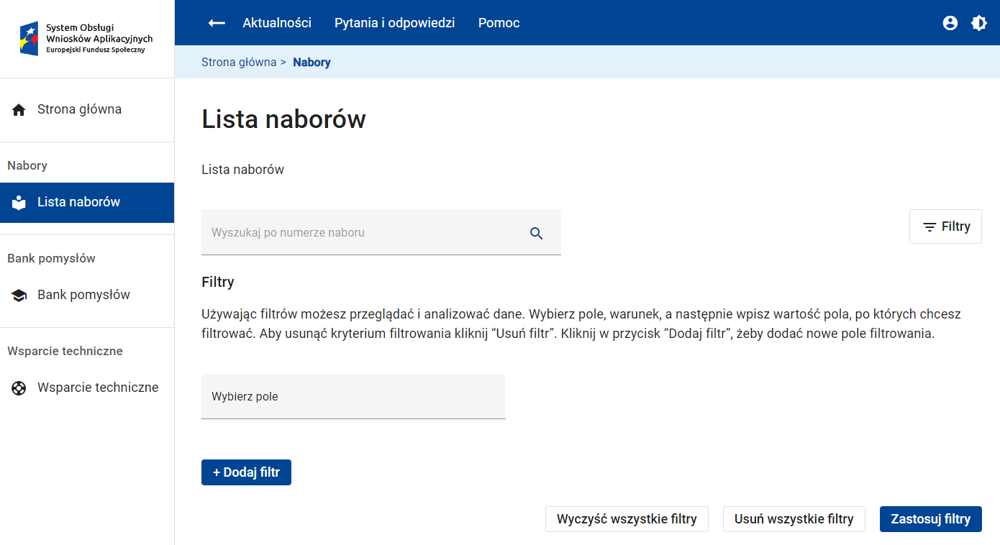 System Obsługi
Wniosków Aplikacyjnych
Europejski Fundusz Społeczny
Aktualności
Pytania i odpowiedzi
Pomoc
Strona główna > Nabory
Strona główna
Nabory
Lista naborów
Bank pomysłów
Bank pomysłów
Wsparcie techniczne
Wsparcie techniczne
Lista naborów
Lista naborów
Wyszukaj po numerze naboru
Filtry
Filtry
Używając filtrów możesz przeglądać i analizować dane. Wybierz pole, warunek, a następnie wpisz wartość pola, po których chcesz
filtrować. Aby usunąć kryterium filtrowania kliknij “Usuń filtr”. Kliknij w przycisk “Dodaj filtr”, żeby dodać nowe pole filtrowania.
Wybierz pole
+ Dodaj filtr
Wyczyść wszystkie filtry
Usuń wszystkie filtry
Zastosuj filtry